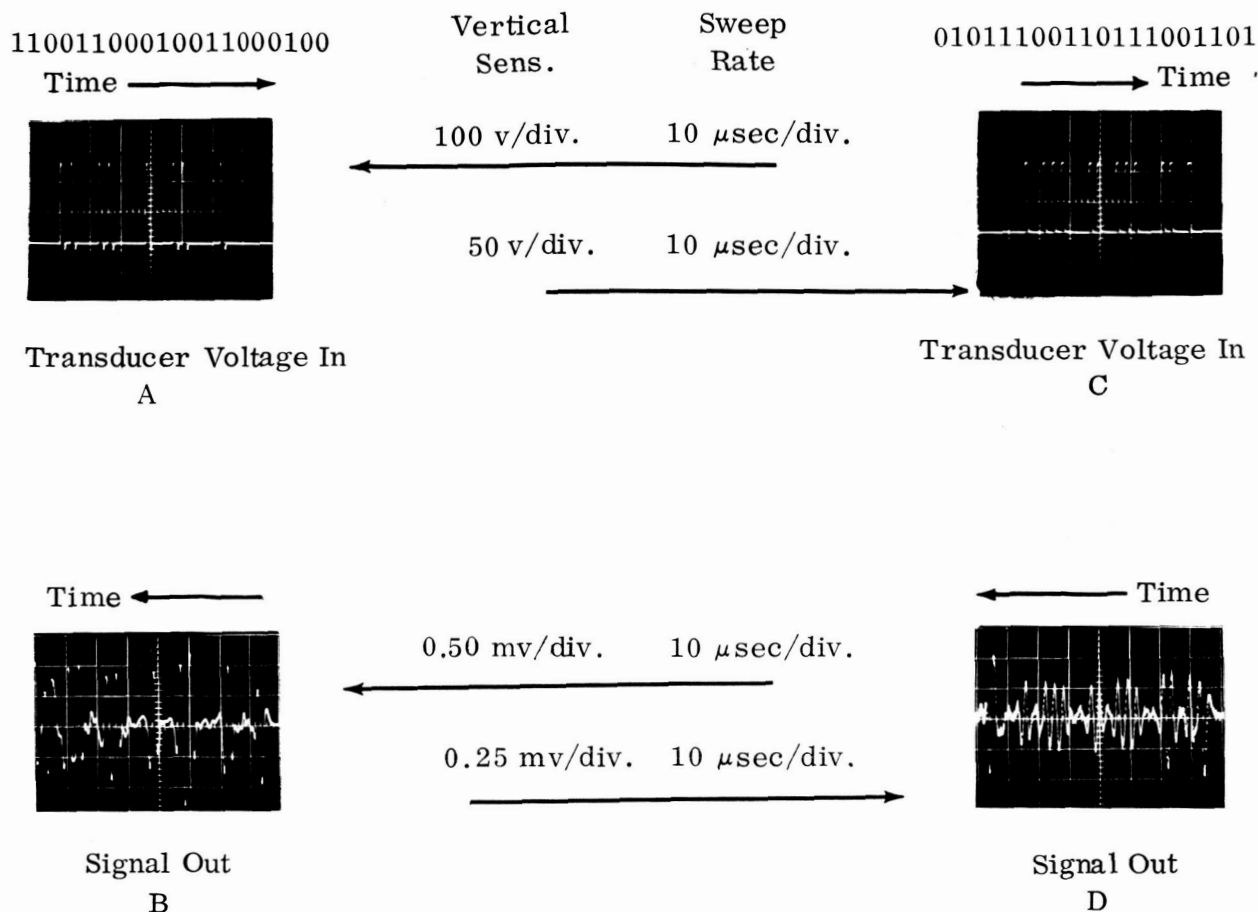 11001100010011000100
Vertical Sens.
Sweep Rate
01011100110111001101
Time
Time
100 v/div. 10 μsec/div.
50 v/div. 10 μsec/div.
Transducer Voltage In
A
Transducer Voltage In
C
Time
Time
0.50 mv/div. 10 μsec/div.
0.25 mv/div. 10 μsec/div.
Signal Out
B
Signal Out
D